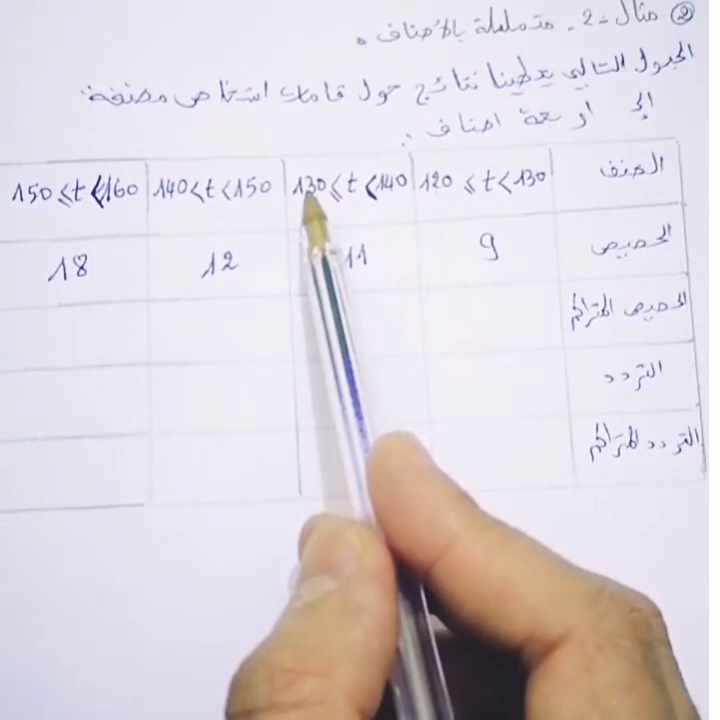 ② مثال - 2 - متسلسلة بالأصناف .
الجدول التالي يعطينا نتائج حول قامات اشخاص مصنفة
إلى اربعة اصناف :
الصنف 120 ⩽ t < 130 130 ⩽ t < 140 140 < t < 150 150 ⩽ t < 160
الحصيص 9 11 12 18
الحصيص المتراكم
التردد
التردد المتراكم